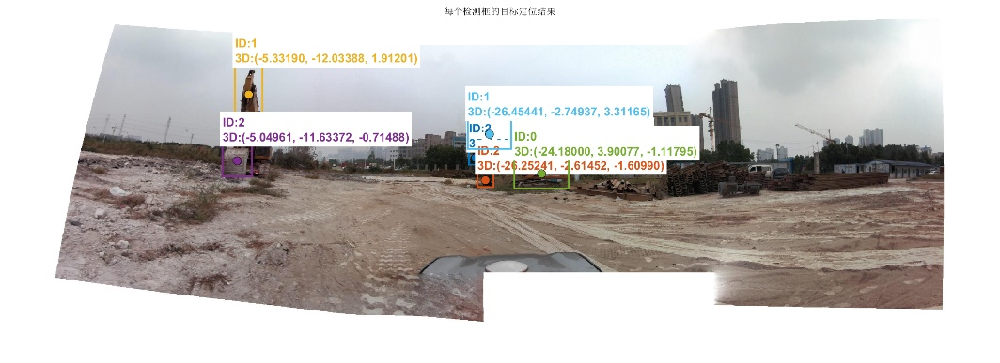 每个检测框的目标定位结果
ID:1
3D:(-5.33190, -12.03388, 1.91201)
ID:2
3D:(-5.04961, -11.63372, -0.71488)
ID:1
3D:(-26.45441, -2.74937, 3.31165)
ID:2
ID:0
3D:(-24.18000, 3.90077, -1.11795)
ID:2
3D:(-26.25241, -2.61452, -1.60990)